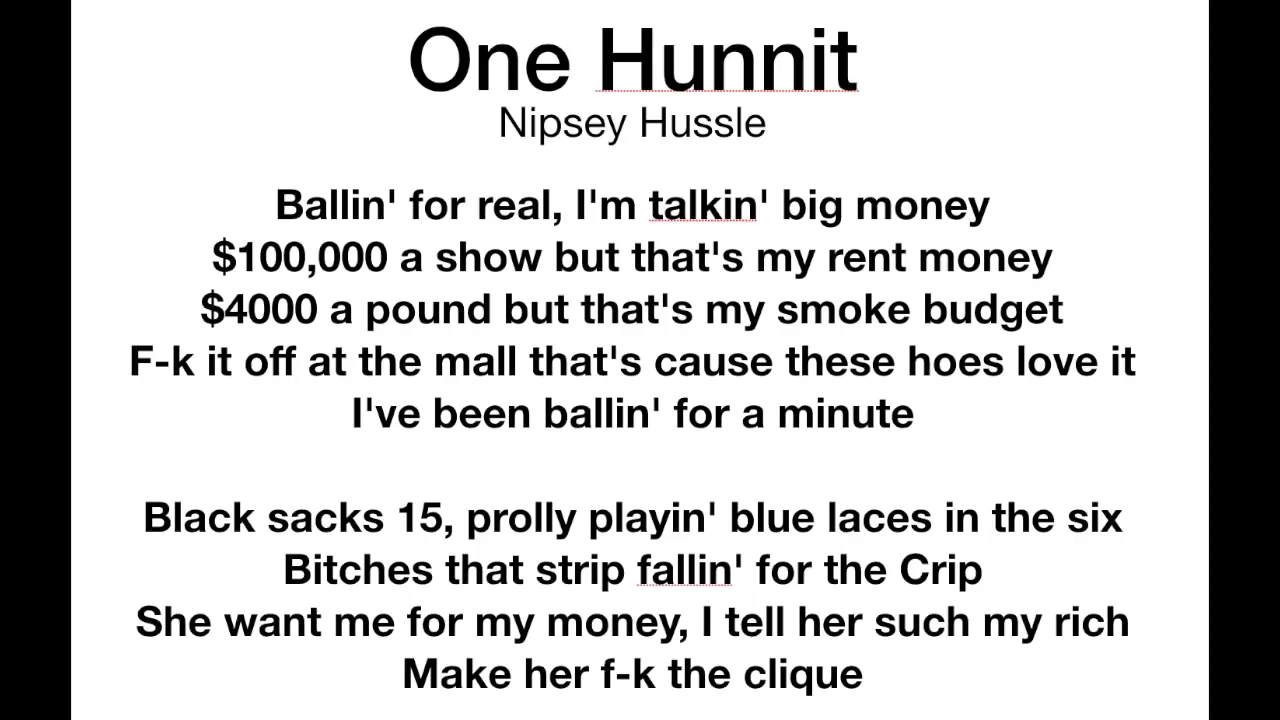 One Hunnit
Nipsey Hussle
Ballin' for real, I'm talkin' big money
$100,000 a show but that's my rent money
$4000 a pound but that's my smoke budget
F-k it off at the mall that's cause these hoes love it
I've been ballin' for a minute
Black sacks 15, prolly playin' blue laces in the six
Bitches that strip fallin' for the Crip
She want me for my money, I tell her such my rich
Make her f-k the clique